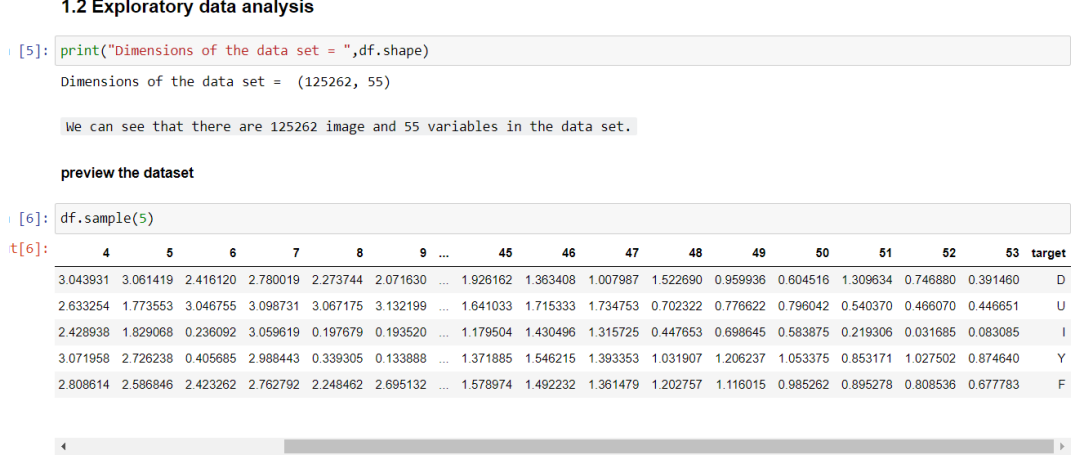 1.2 Exploratory data analysis
[5]: print("Dimensions of the data set = ",df.shape)
Dimensions of the data set =  (125262, 55)
We can see that there are 125262 image and 55 variables in the data set.
preview the dataset
[6]: df.sample(5)
t[6]: 4 5 6 7 8 9 ... 45 46 47 48 49 50 51 52 53 target
3.043931 3.061419 2.416120 2.780019 2.273744 2.071630 ... 1.926162 1.363408 1.007987 1.522690 0.959936 0.604516 1.309634 0.746880 0.391460 D
2.633254 1.773553 3.046755 3.098731 3.067175 3.132199 ... 1.641033 1.715333 1.734753 0.702322 0.776622 0.796042 0.540370 0.466070 0.446651 U
2.428938 1.829068 0.236092 3.059619 0.197679 0.193520 ... 1.179504 1.430496 1.315725 0.447653 0.698645 0.583875 0.219306 0.031685 0.083085 I
3.071958 2.726238 0.405685 2.988443 0.339305 0.133888 ... 1.371885 1.546215 1.393353 1.031907 1.206237 1.053375 0.853171 1.027502 0.874640 Y
2.808614 2.586846 2.423262 2.762792 2.248462 2.695132 ... 1.578974 1.492232 1.361479 1.202757 1.116015 0.985262 0.895278 0.808536 0.677783 F